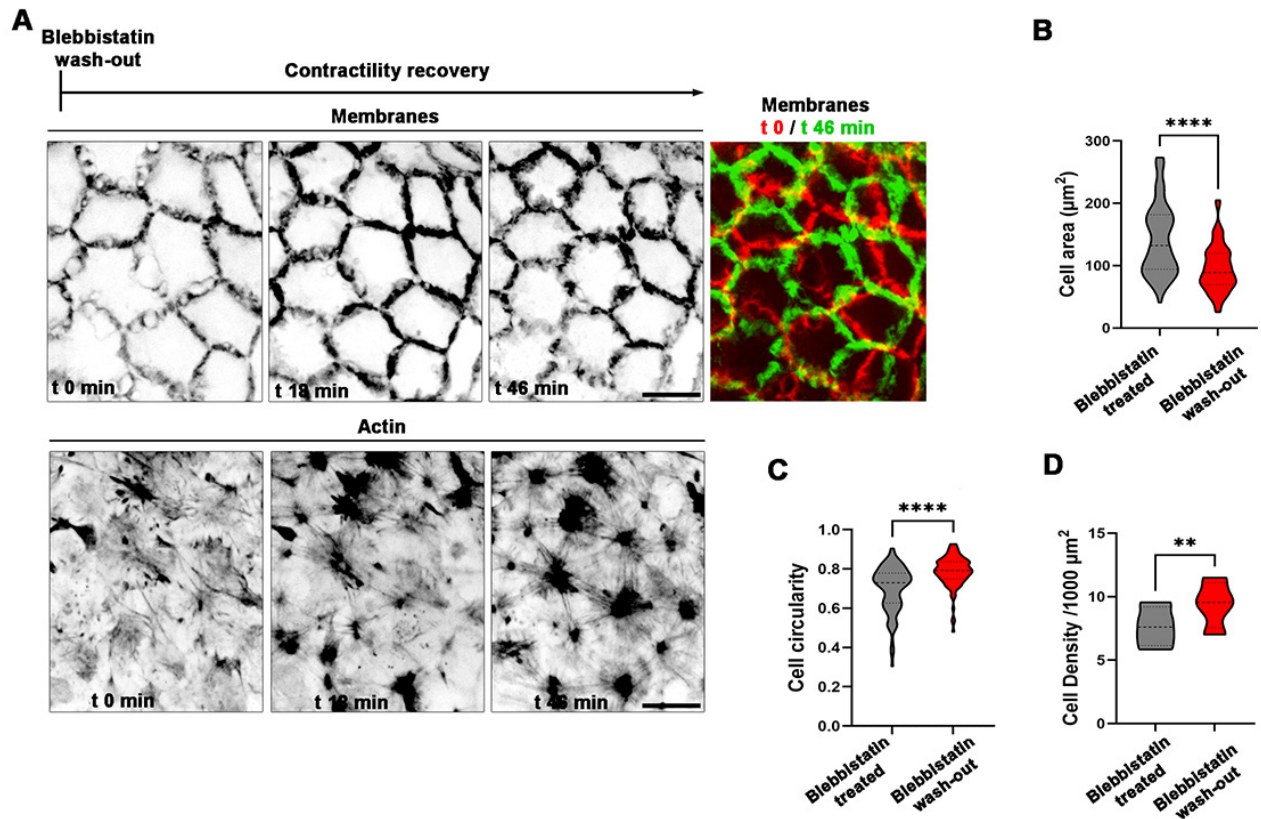 A
Blebbistatin
wash-out
Contractility recovery
Membranes
t 0 min
t 18 min
t 46 min
Membranes
t 0 / t 46 min
Actin
t 0 min
t 18 min
t 46 min
B
****
Cell area (µm²)
300
200
100
0
Blebbistatin
treated
Blebbistatin
wash-out
C
****
Cell circularity
1.0
0.8
0.6
0.4
0.2
0.0
Blebbistatin
treated
Blebbistatin
wash-out
D
**
Cell Density /1000 µm²
15
10
5
0
Blebbistatin
treated
Blebbistatin
wash-out